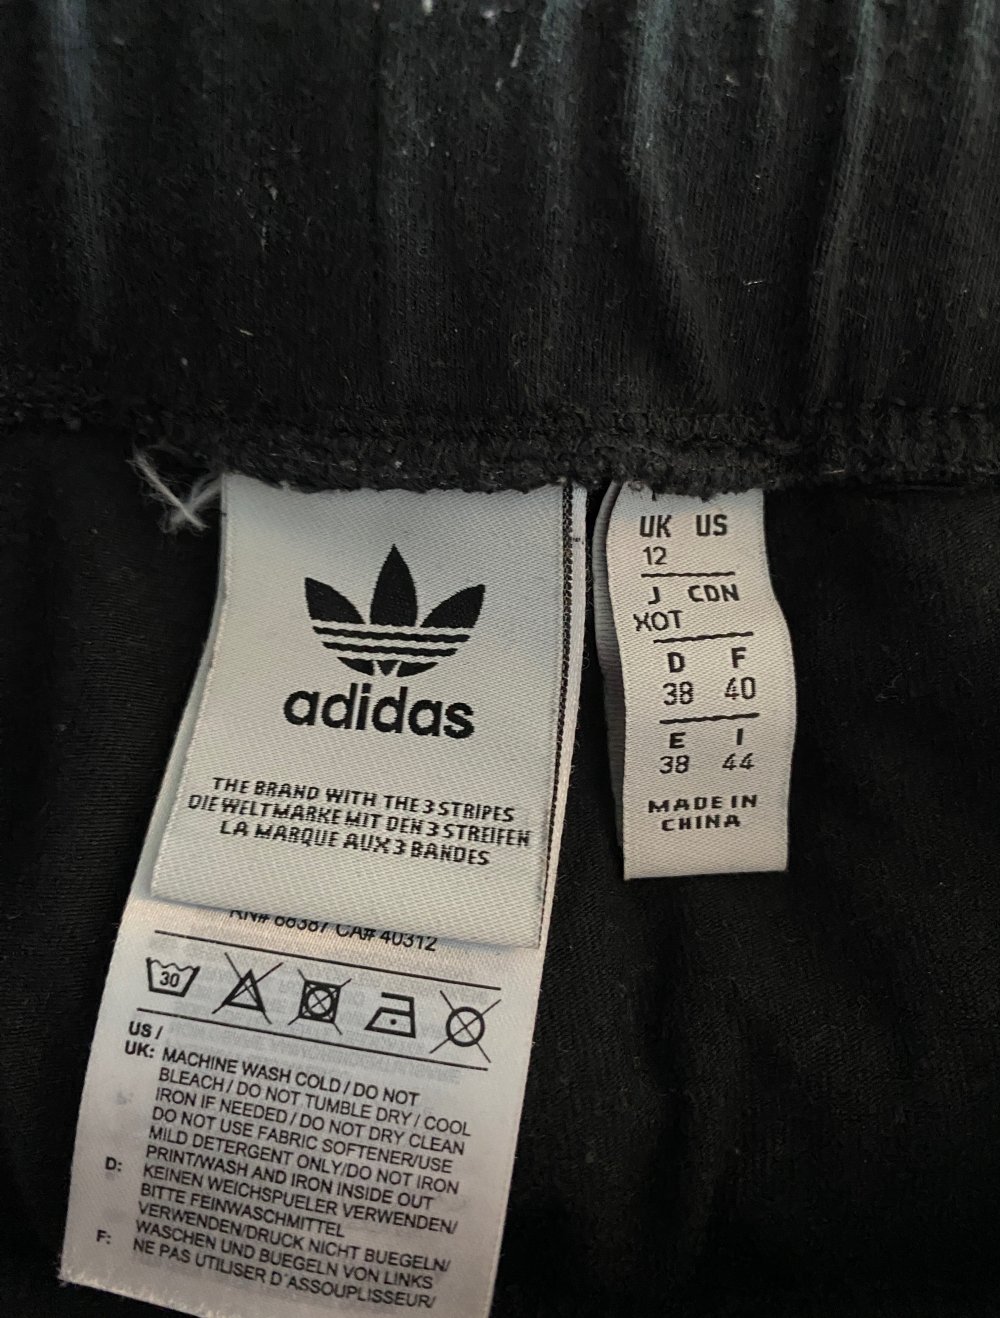 adidas
THE BRAND WITH THE 3 STRIPES
DIE WELTMARKE MIT DEN 3 STREIFEN
LA MARQUE AUX 3 BANDES
RN# 88387 CA# 40312
30
US /
UK: MACHINE WASH COLD / DO NOT
BLEACH / DO NOT TUMBLE DRY / COOL
IRON IF NEEDED / DO NOT DRY CLEAN
DO NOT USE FABRIC SOFTENER/USE
MILD DETERGENT ONLY/DO NOT IRON
PRINT/WASH AND IRON INSIDE OUT
D: KEINEN WEICHSPUELER VERWENDEN/
BITTE FEINWASCHMITTEL
VERWENDEN/DRUCK NICHT BUEGELN/
WASCHEN UND BUEGELN VON LINKS
F: NE PAS UTILISER D'ASSOUPLISSEUR/
UK US
12
J CDN
XOT
D F
38 40
E I
38 44
MADE IN
CHINA